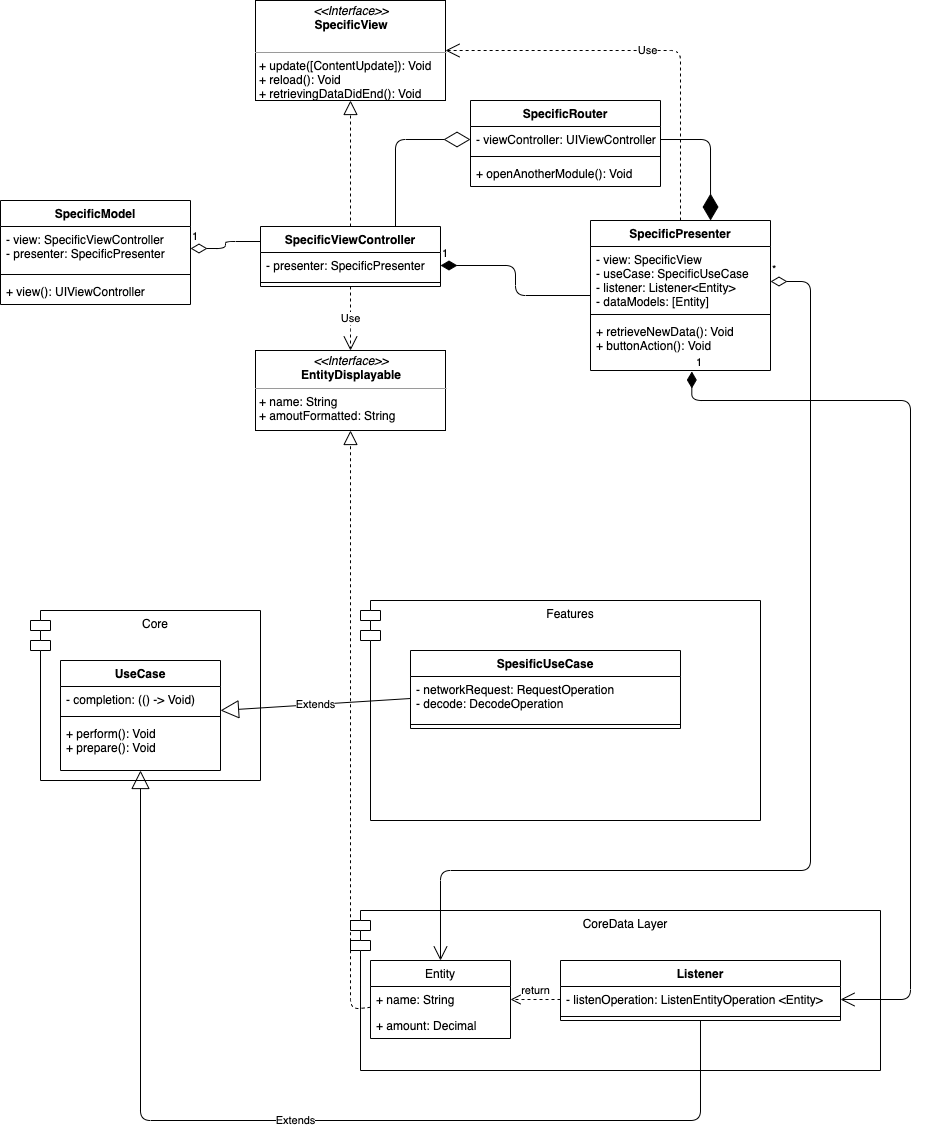 <<Interface>>
SpecificView
+ update([ContentUpdate]): Void
+ reload(): Void
+ retrievingDataDidEnd(): Void
Use
SpecificRouter
- viewController: UIViewController
+ openAnotherModule(): Void
SpecificModel
- view: SpecificViewController
- presenter: SpecificPresenter
+ view(): UIViewController
1
SpecificViewController
- presenter: SpecificPresenter
1
SpecificPresenter
- view: SpecificView
- useCase: SpecificUseCase
- listener: Listener<Entity>
- dataModels: [Entity]
+ retrieveNewData(): Void
+ buttonAction(): Void
1
*
Use
<<Interface>>
EntityDisplayable
+ name: String
+ amoutFormatted: String
Core
UseCase
- completion: (() -> Void)
+ perform(): Void
+ prepare(): Void
Extends
Features
SpesificUseCase
- networkRequest: RequestOperation
- decode: DecodeOperation
CoreData Layer
Entity
+ name: String
+ amount: Decimal
return
Listener
- listenOperation: ListenEntityOperation <Entity>
Extends